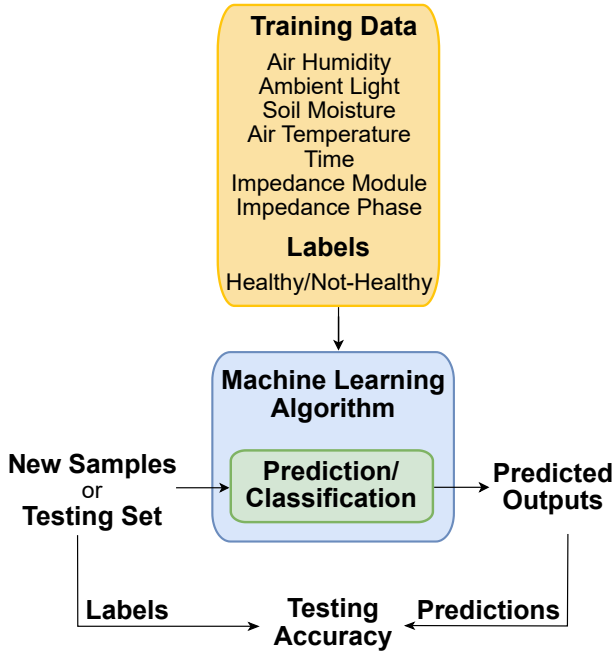 Training Data
Air Humidity
Ambient Light
Soil Moisture
Air Temperature
Time
Impedance Module
Impedance Phase
Labels
Healthy/Not-Healthy
Machine Learning
Algorithm
New Samples
or
Testing Set
Prediction/
Classification
Predicted
Outputs
Labels
Testing
Accuracy
Predictions